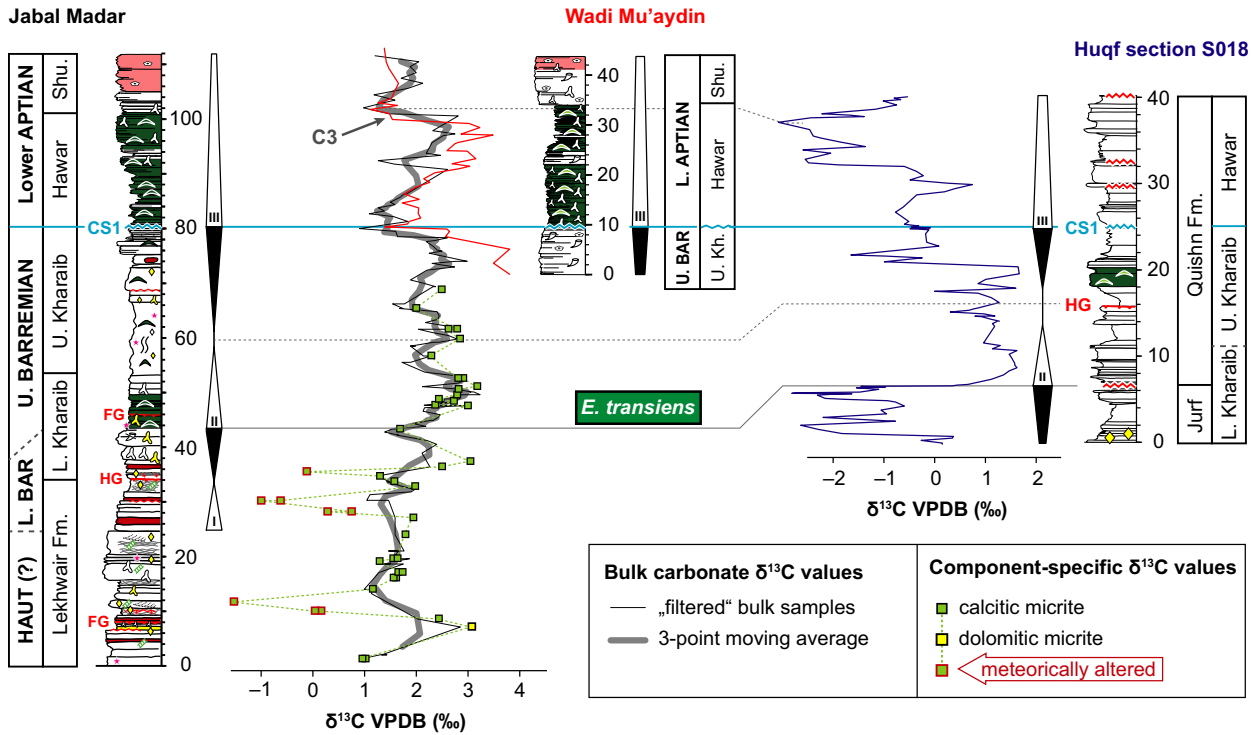 Jabal Madar
Wadi Mu'aydin
Huqf section S018
Lower APTIAN
U. BARREMIAN
L. BAR
HAUT (?)
Shu.
Hawar
U. Kharaib
L. Kharaib
Lekhwair Fm.
CS1
FG
HG
FG
100
80
60
40
20
0
III
II
I
C3
–1 0 1 2 3 4
δ¹³C VPDB (‰)
40
30
20
10
0
III
L. APTIAN
U. BAR
Shu.
Hawar
U. Kh.
E. transiens
–2 –1 0 1 2
δ¹³C VPDB (‰)
III
II
CS1
HG
40
30
20
10
0
Quishn Fm.
Jurf
Hawar
U. Kharaib
L. Kharaib
Bulk carbonate δ¹³C values
„filtered“ bulk samples
3-point moving average
Component-specific δ¹³C values
calcitic micrite
dolomitic micrite
meteorically altered